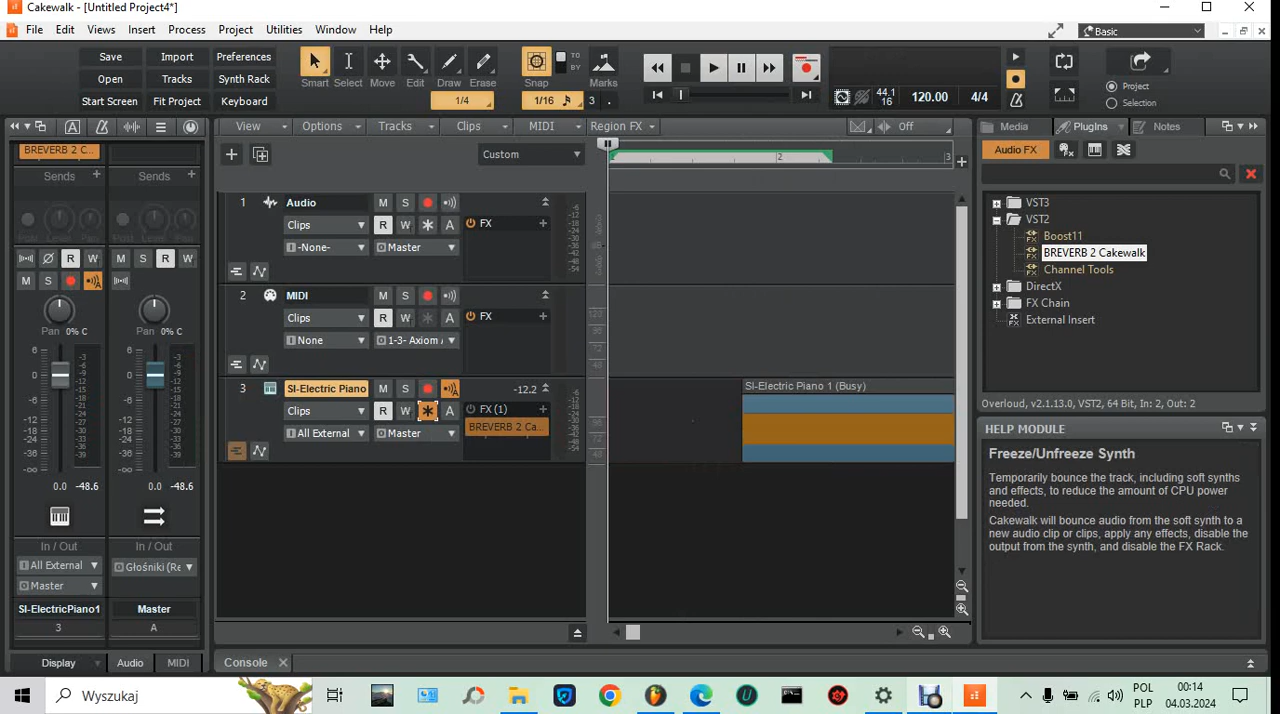 Cakewalk - [Untitled Project4*]
File Edit Views Insert Process Project Utilities Window Help
Basic
Save Import Preferences
Open Tracks Synth Rack
Start Screen Fit Project Keyboard
Smart Select Move Edit Draw Erase Snap Marks
TO
BY
1/4 1/16 3 .
44.1
16 120.00 4/4
Project
Selection
View Options Tracks Clips MIDI Region FX Off
Media PlugIns Notes
BREVERB 2 C...
Sends Sends
Custom
2 3
Audio FX
1 Audio M S
Clips R W A FX
-None- Master
VST3
VST2
Boost11
BREVERB 2 Cakewalk
Channel Tools
DirectX
FX Chain
External Insert
Overloud, v2.1.13.0, VST2, 64 Bit, In: 2, Out: 2
R W M S R W
M S
Pan 0% C Pan 0% C
2 MIDI M S
Clips R W A FX
None 1-3- Axiom A
3 SI-Electric Piano M S -12.2
Clips R W A FX (1)
All External Master BREVERB 2 Ca...
SI-Electric Piano 1 (Busy)
0.0 -48.6 0.0 -48.6
In / Out In / Out
All External Głośniki (Re
Master
SI-ElectricPiano1 Master
3 A
Display Audio MIDI Console
HELP MODULE
Freeze/Unfreeze Synth
Temporarily bounce the track, including soft synths
and effects, to reduce the amount of CPU power
needed.
Cakewalk will bounce audio from the soft synth to a
new audio clip or clips, apply any effects, disable the
output from the synth, and disable the FX Rack.
Wyszukaj
POL
PLP
00:14
04.03.2024